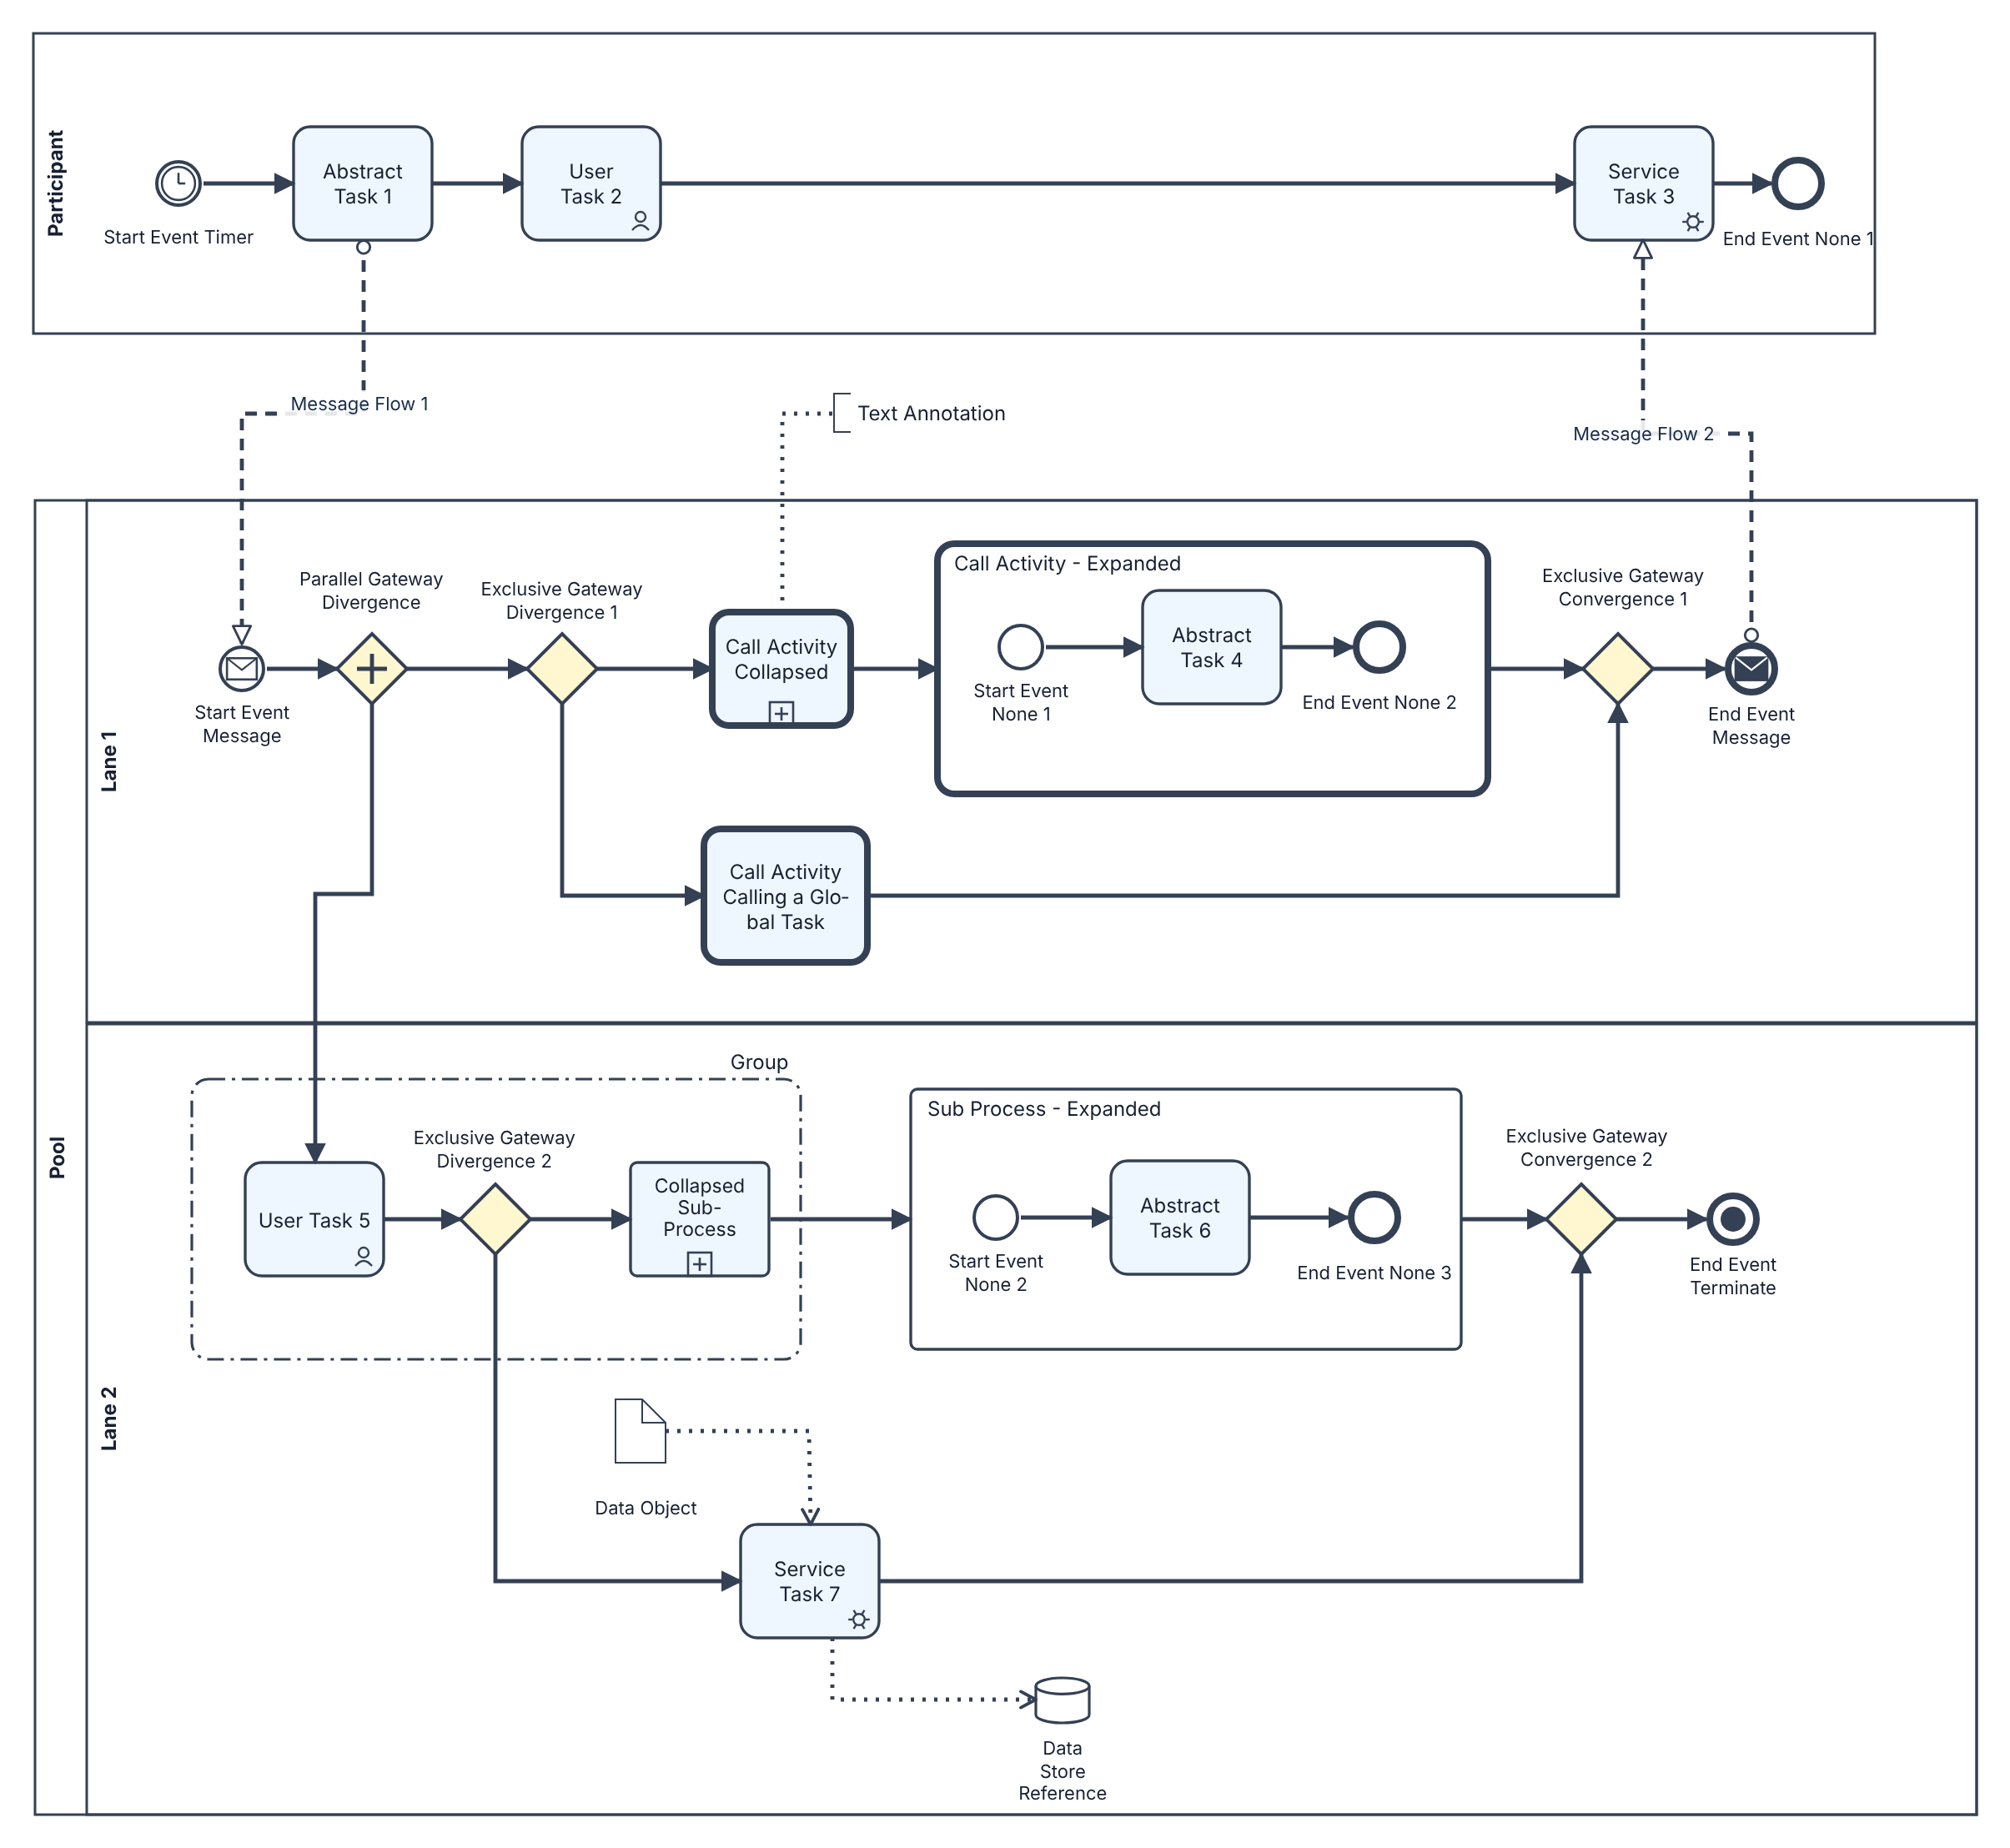 Participant
Start Event Timer
Abstract
Task 1
User
Task 2
Service
Task 3
End Event None 1
Message Flow 1
Text Annotation
Message Flow 2
Pool
Lane 1
Start Event
Message
Parallel Gateway
Divergence
Exclusive Gateway
Divergence 1
Call Activity
Collapsed
Call Activity - Expanded
Start Event
None 1
Abstract
Task 4
End Event None 2
Exclusive Gateway
Convergence 1
End Event
Message
Call Activity
Calling a Glo-
bal Task
Lane 2
Group
User Task 5
Exclusive Gateway
Divergence 2
Collapsed
Sub-
Process
Sub Process - Expanded
Start Event
None 2
Abstract
Task 6
End Event None 3
Exclusive Gateway
Convergence 2
End Event
Terminate
Data Object
Service
Task 7
Data
Store
Reference